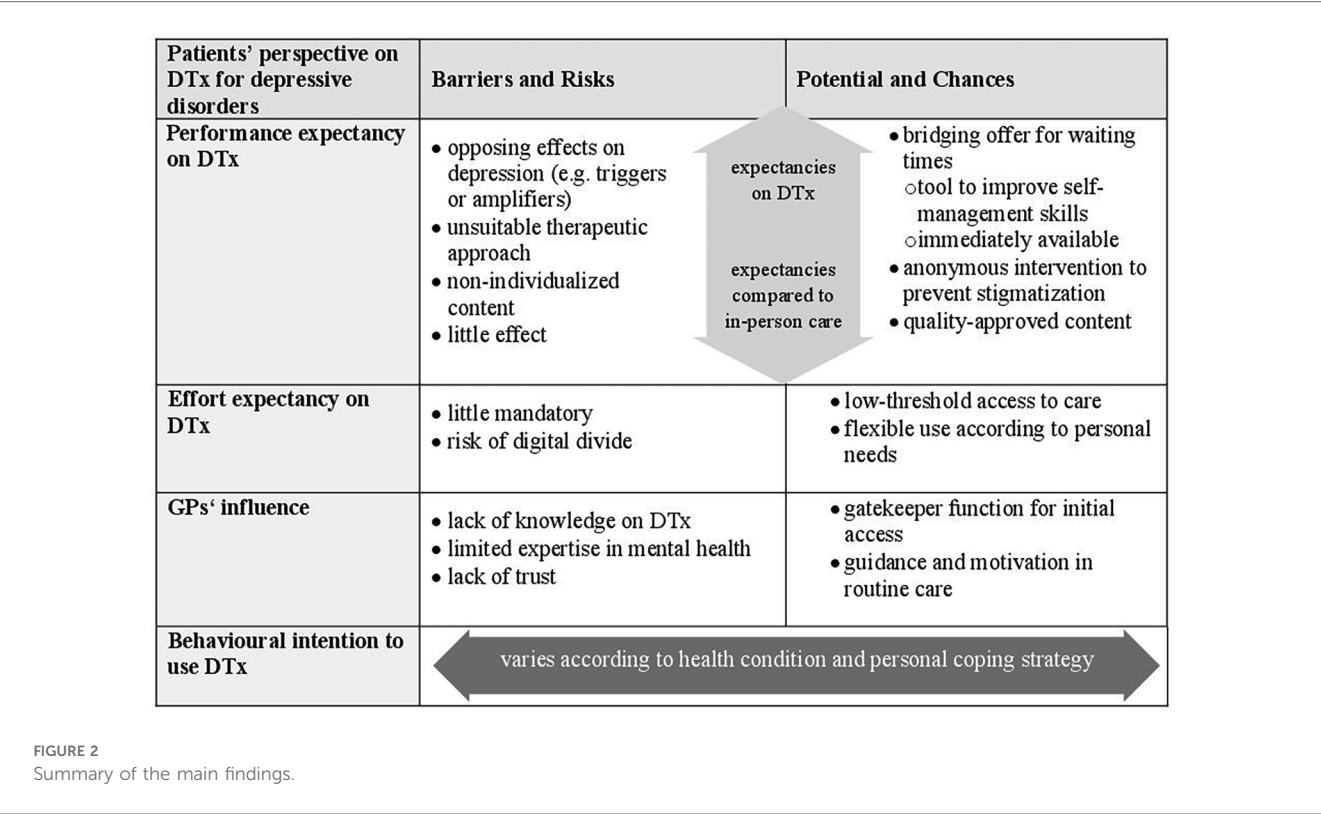 Patients' perspective on
DTx for depressive
disorders
Barriers and Risks
Potential and Chances
Performance expectancy
on DTx
● opposing effects on
depression (e.g. triggers
or amplifiers)
● unsuitable therapeutic
approach
● non-individualized
content
● little effect
expectancies
on DTx
expectancies
compared to
in-person care
● bridging offer for waiting
times
○tool to improve self-
management skills
○immediately available
● anonymous intervention to
prevent stigmatization
● quality-approved content
Effort expectancy on
DTx
● little mandatory
● risk of digital divide
● low-threshold access to care
● flexible use according to personal
needs
GPs‘ influence
● lack of knowledge on DTx
● limited expertise in mental health
● lack of trust
● gatekeeper function for initial
access
● guidance and motivation in
routine care
Behavioural intention to
use DTx
varies according to health condition and personal coping strategy
FIGURE 2
Summary of the main findings.